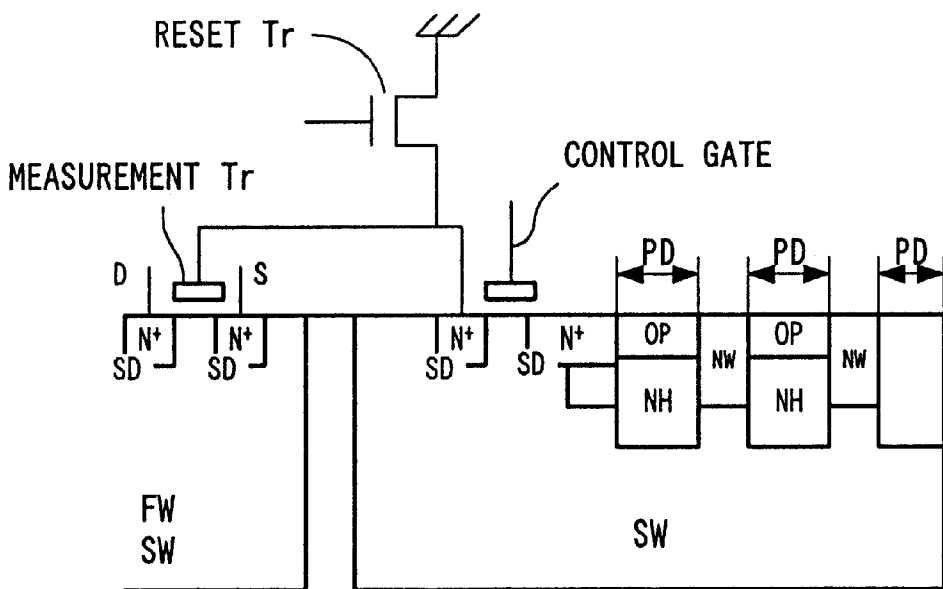 RESET Tr
MEASUREMENT Tr
CONTROL GATE
D
S
PD
PD
PD
N+
N+
N+
N+
OP
OP
NW
NW
SD
SD
SD
SD
NH
NH
FW
SW
SW